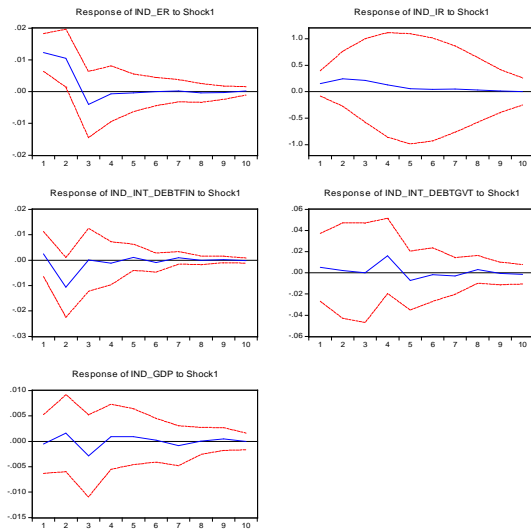 Response of IND_ER to Shock1
.02
.01
.00
-.01
-.02
1 2 3 4 5 6 7 8 9 10
Response of IND_IR to Shock1
1.0
0.5
0.0
-0.5
-1.0
1 2 3 4 5 6 7 8 9 10
Response of IND_INT_DEBTFIN to Shock1
.02
.01
.00
-.01
-.02
-.03
1 2 3 4 5 6 7 8 9 10
Response of IND_INT_DEBTGVT to Shock1
.06
.04
.02
.00
-.02
-.04
-.06
1 2 3 4 5 6 7 8 9 10
Response of IND_GDP to Shock1
.010
.005
.000
-.005
-.010
-.015
1 2 3 4 5 6 7 8 9 10